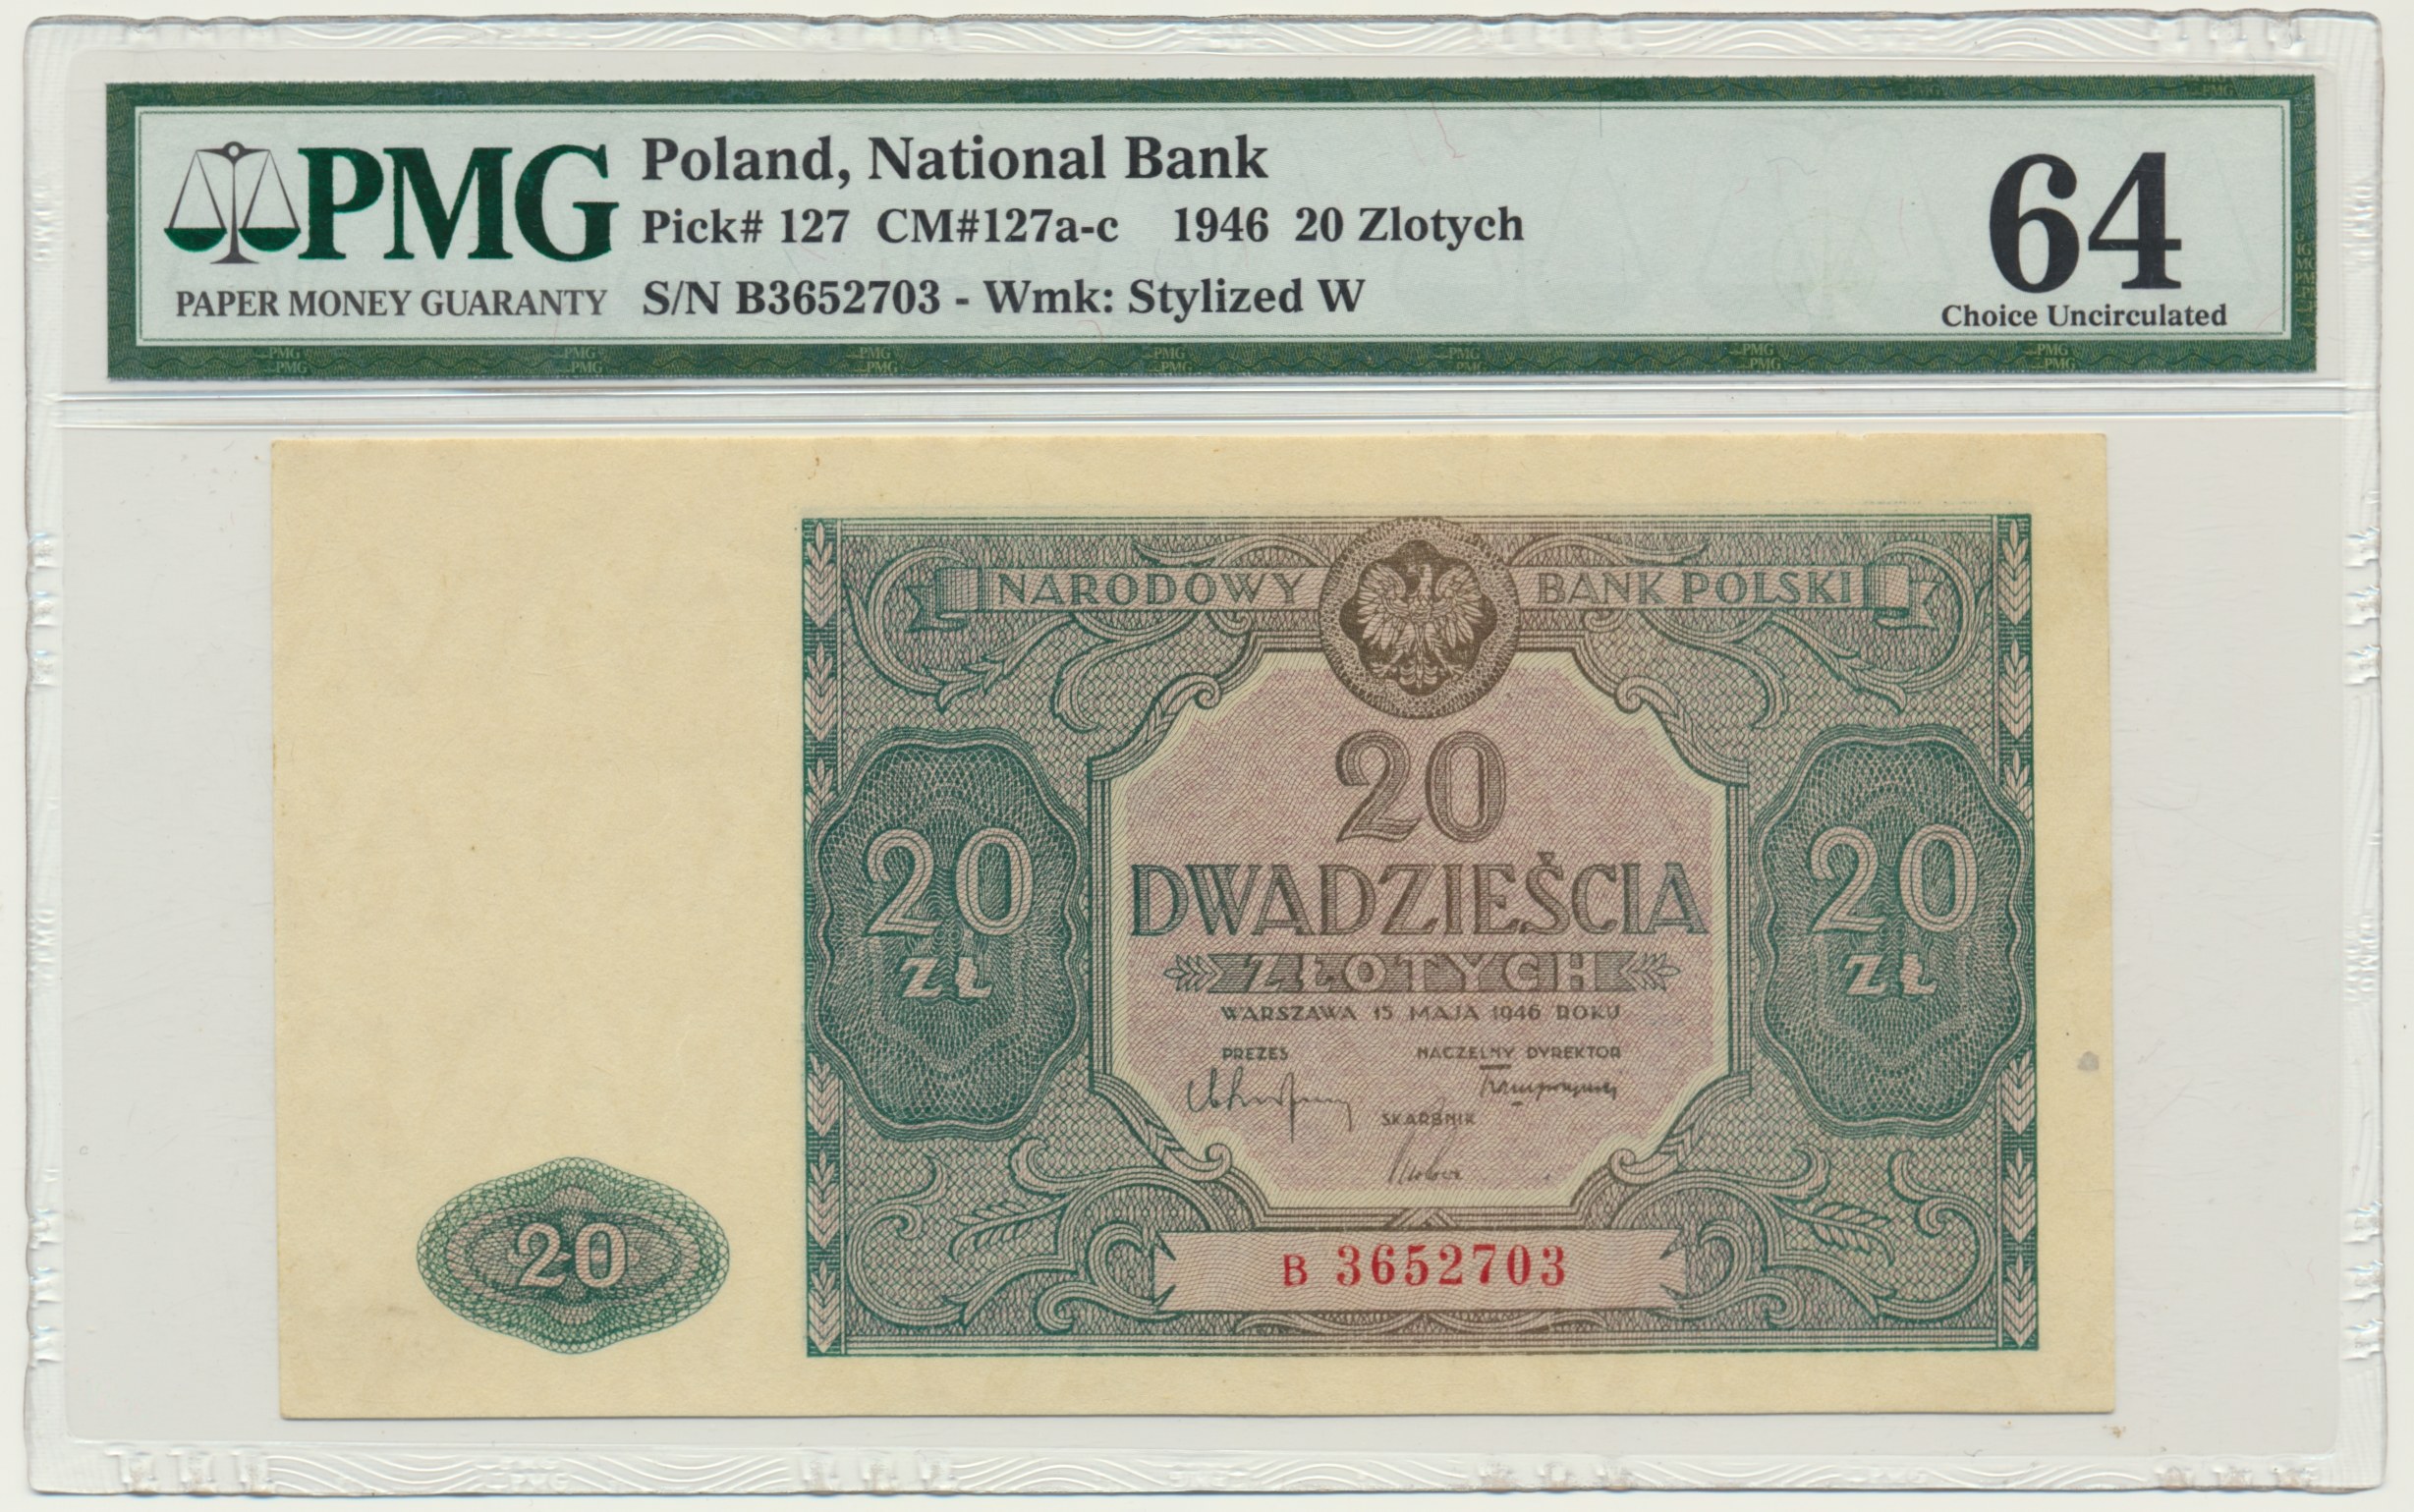 PMG
PAPER MONEY GUARANTY
Poland, National Bank
Pick# 127 CM#127a-c 1946 20 Zlotych
S/N B3652703 - Wmk: Stylized W
64
Choice Uncirculated
NARODOWY BANK POLSKI
20
DWADZIEŚCIA
ZŁOTYCH
WARSZAWA 15 MAJA 1946 ROKU
PREZES NACZELNY DYREKTOR
SKARBNIK
20 ZŁ
20 ZŁ
20
B 3652703